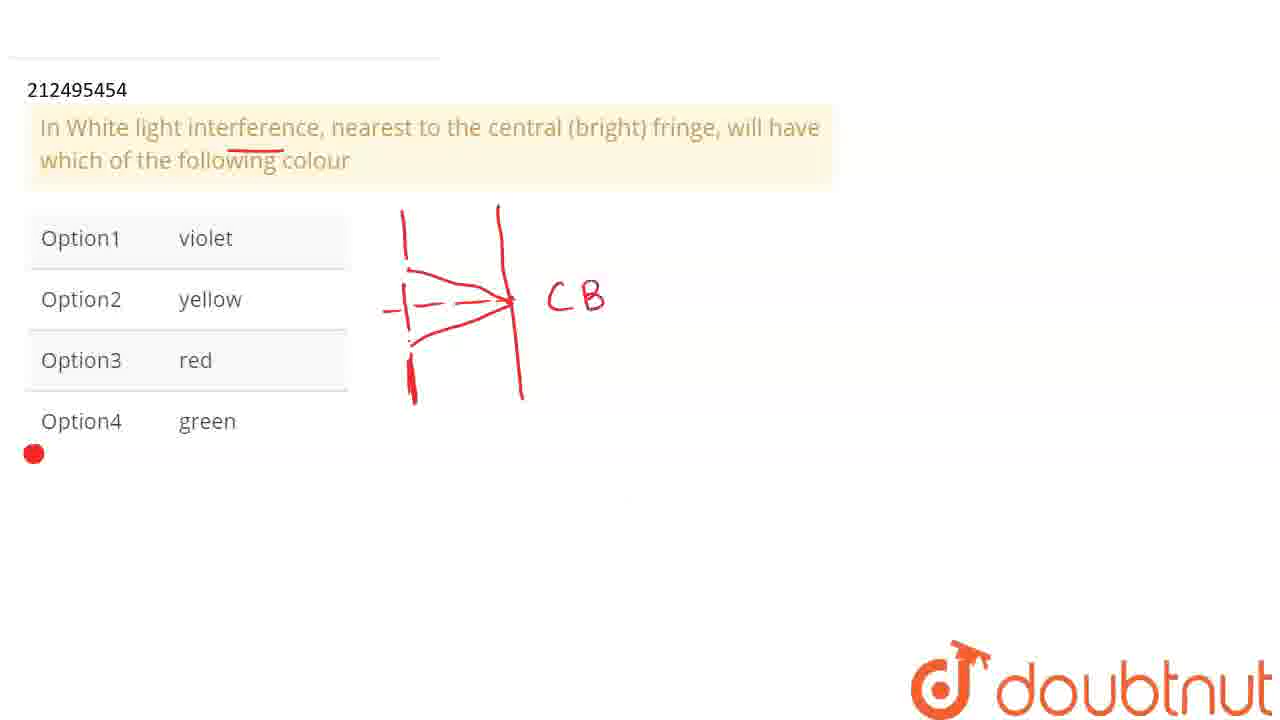 212495454
In White light interference, nearest to the central (bright) fringe, will have
which of the following colour
Option1 violet
Option2 yellow
CB
Option3 red
Option4 green
doubtnut